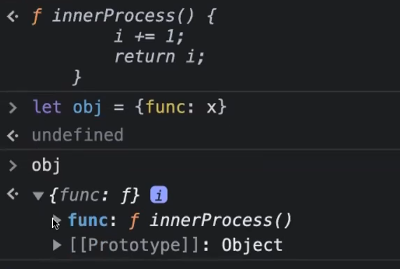 ƒ innerProcess() {
i += 1;
return i;
}
let obj = {func: x}
undefined
obj
{func: ƒ} i
func: ƒ innerProcess()
[[Prototype]]: Object